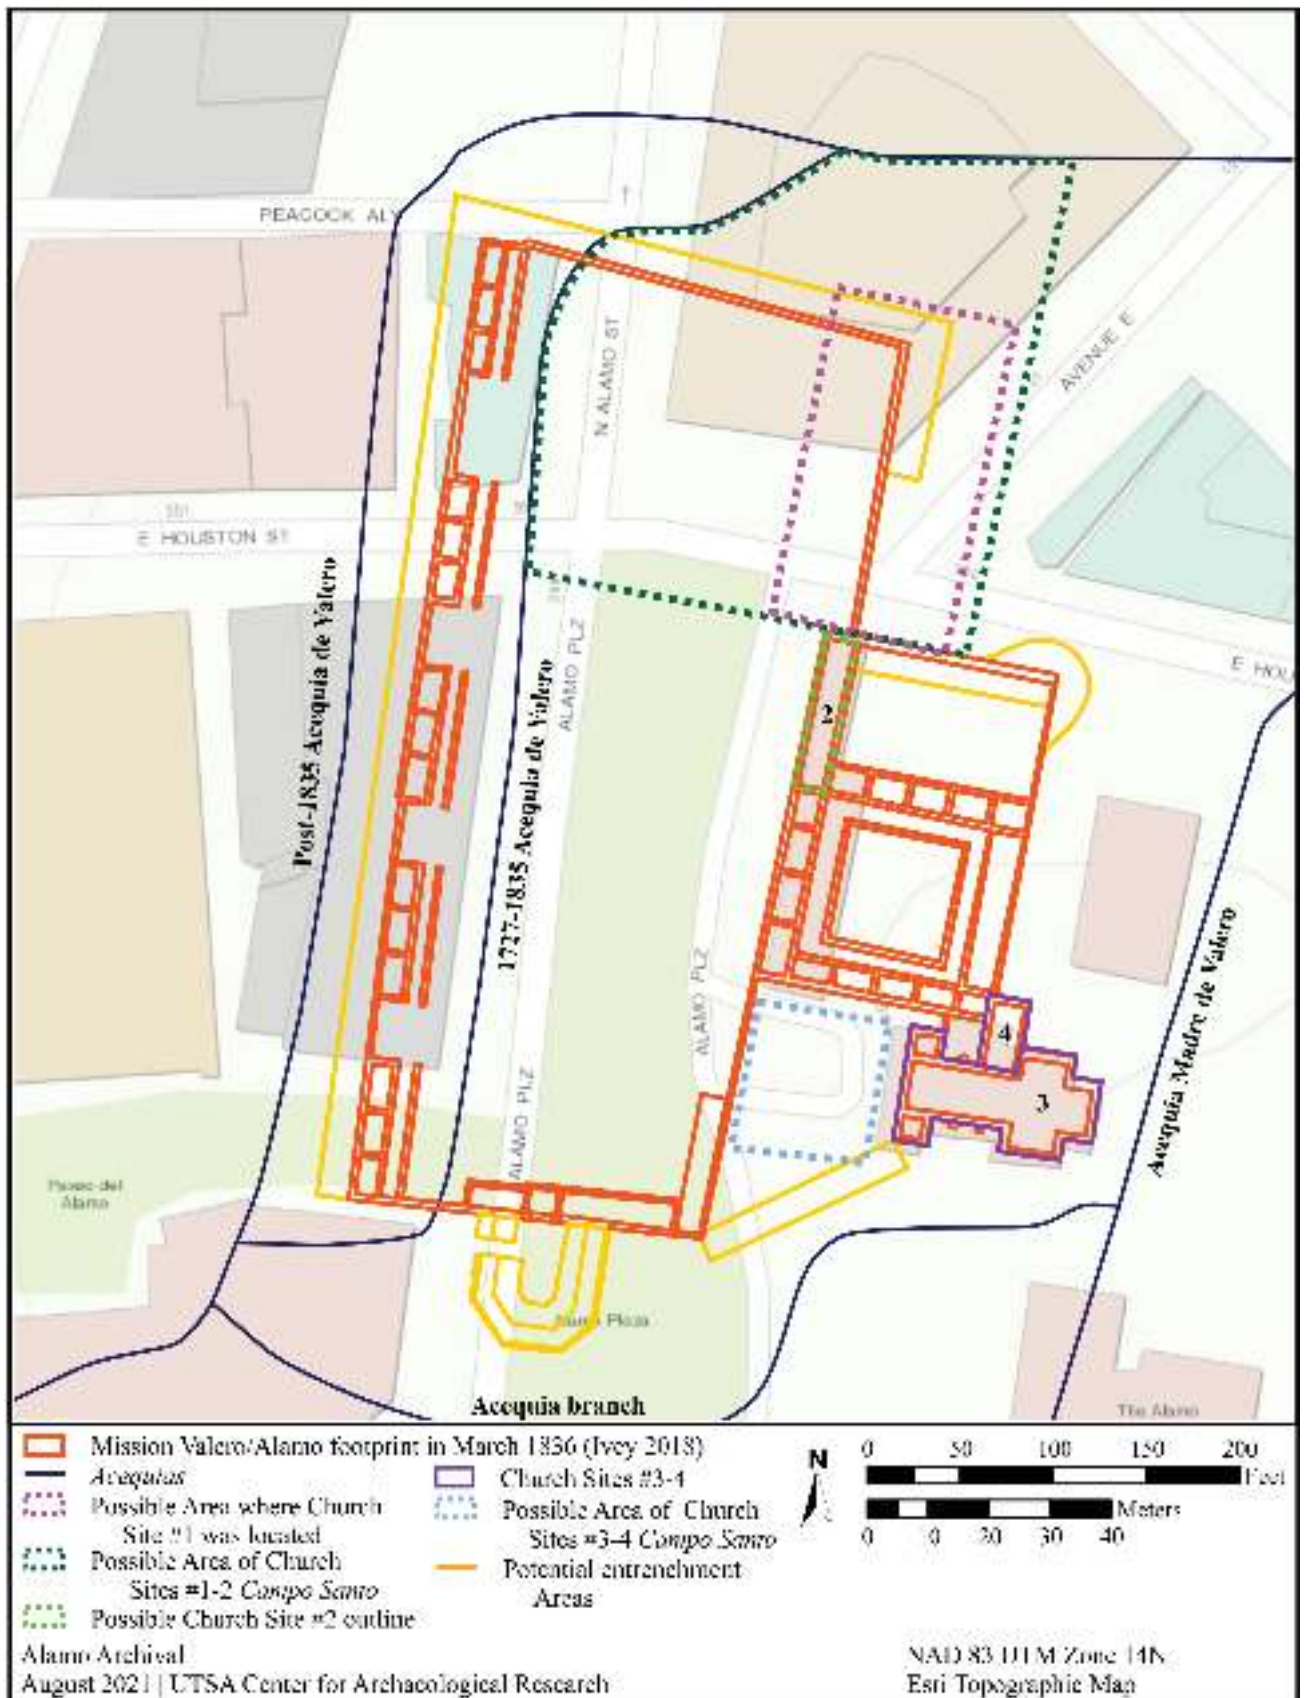 PEACOCK ALY
N ALAMO ST
AVENUE E
E HOUSTON ST
Post-1835 Acequia de Valero
1727-1835 Acequia de Valero
ALAMO PLZ
2
E HOU
ALAMO PLZ
4
3
Acequia Madre de Valero
ALAMO PLZ
Paseo del
Alamo
Alamo Plaza
Acequia branch
The Alamo
Mission Valero/Alamo footprint in March 1836 (Ivey 2018)
Acequias
Possible Area where Church
Site #1 was located
Possible Area of Church
Sites #1-2 Campo Santo
Possible Church Site #2 outline
Church Sites #3-4
Possible Area of Church
Sites #3-4 Campo Santo
Potential entrenchment
Areas
N
0 50 100 150 200
Feet
Meters
0 10 20 30 40
Alamo Archival
August 2021 | UTSA Center for Archaeological Research
NAD 83 UTM Zone 14N
Esri Topographic Map